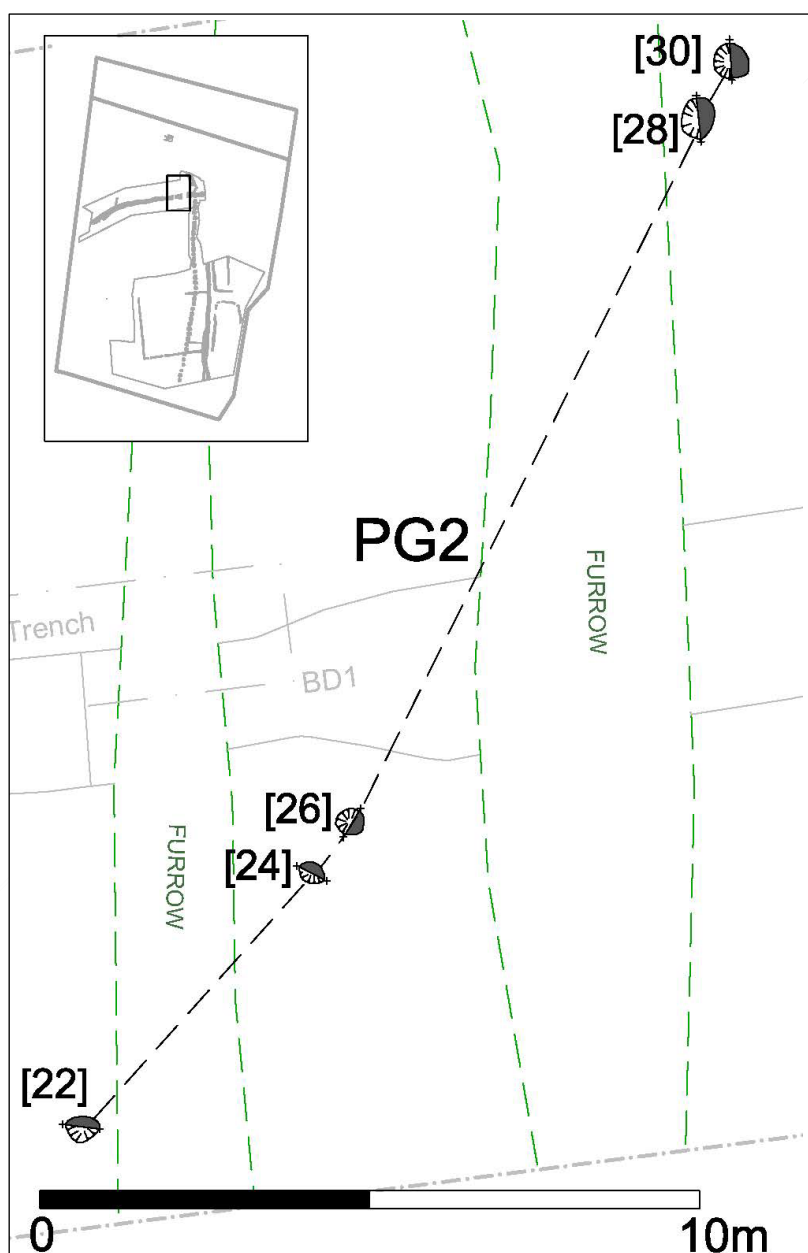 [30]
[28]
PG2
FURROW
Trench
BD1
[26]
[24]
FURROW
[22]
0
10m